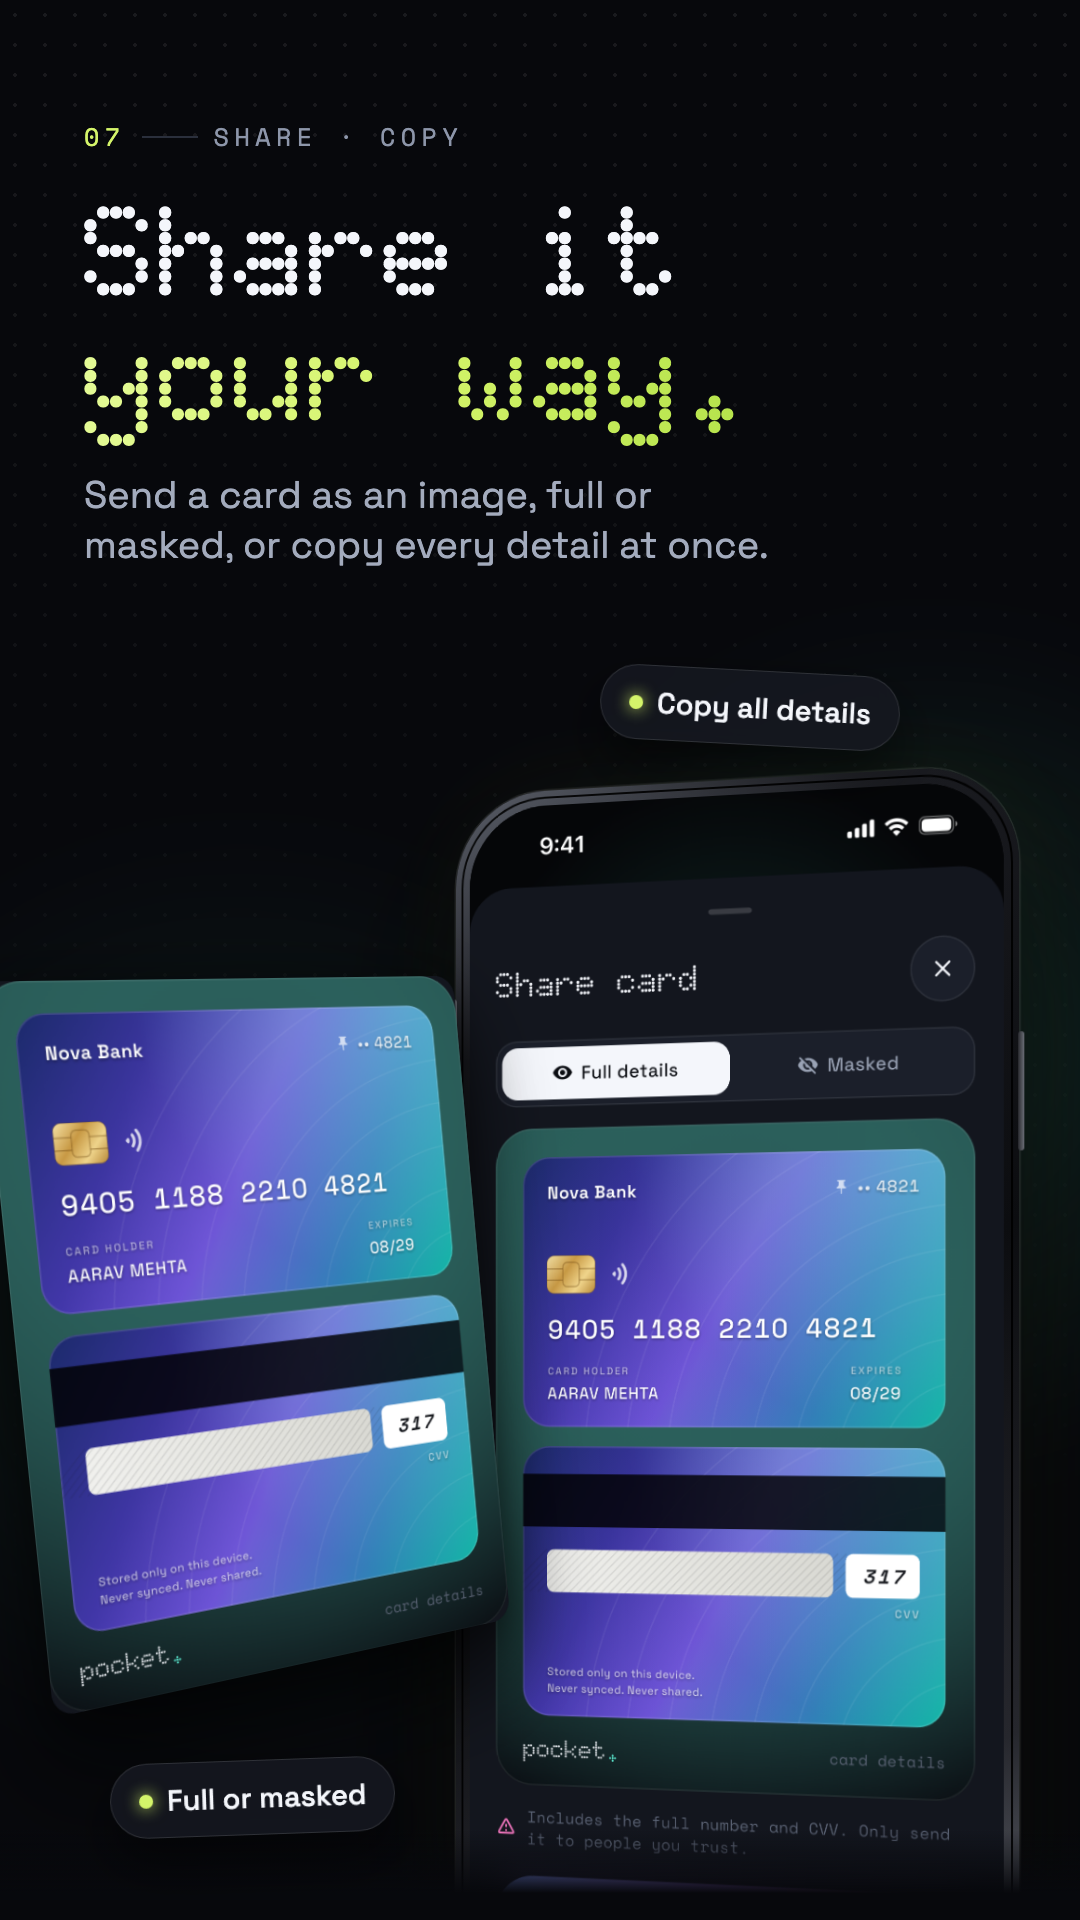 07 SHARE · COPY
Share it
your way.
Send a card as an image, full or
masked, or copy every detail at once.
Copy all details
9:41
Share card
Full details
Masked
Nova Bank
•• 4821
9405 1188 2210 4821
CARD HOLDER
EXPIRES
AARAV MEHTA
08/29
317
CVV
Stored only on this device.
Never synced. Never shared.
pocket.
card details
Nova Bank
•• 4821
9405 1188 2210 4821
CARD HOLDER
EXPIRES
AARAV MEHTA
08/29
317
CVV
Stored only on this device.
Never synced. Never shared.
pocket.
card details
Includes the full number and CVV. Only send
it to people you trust.
Full or masked